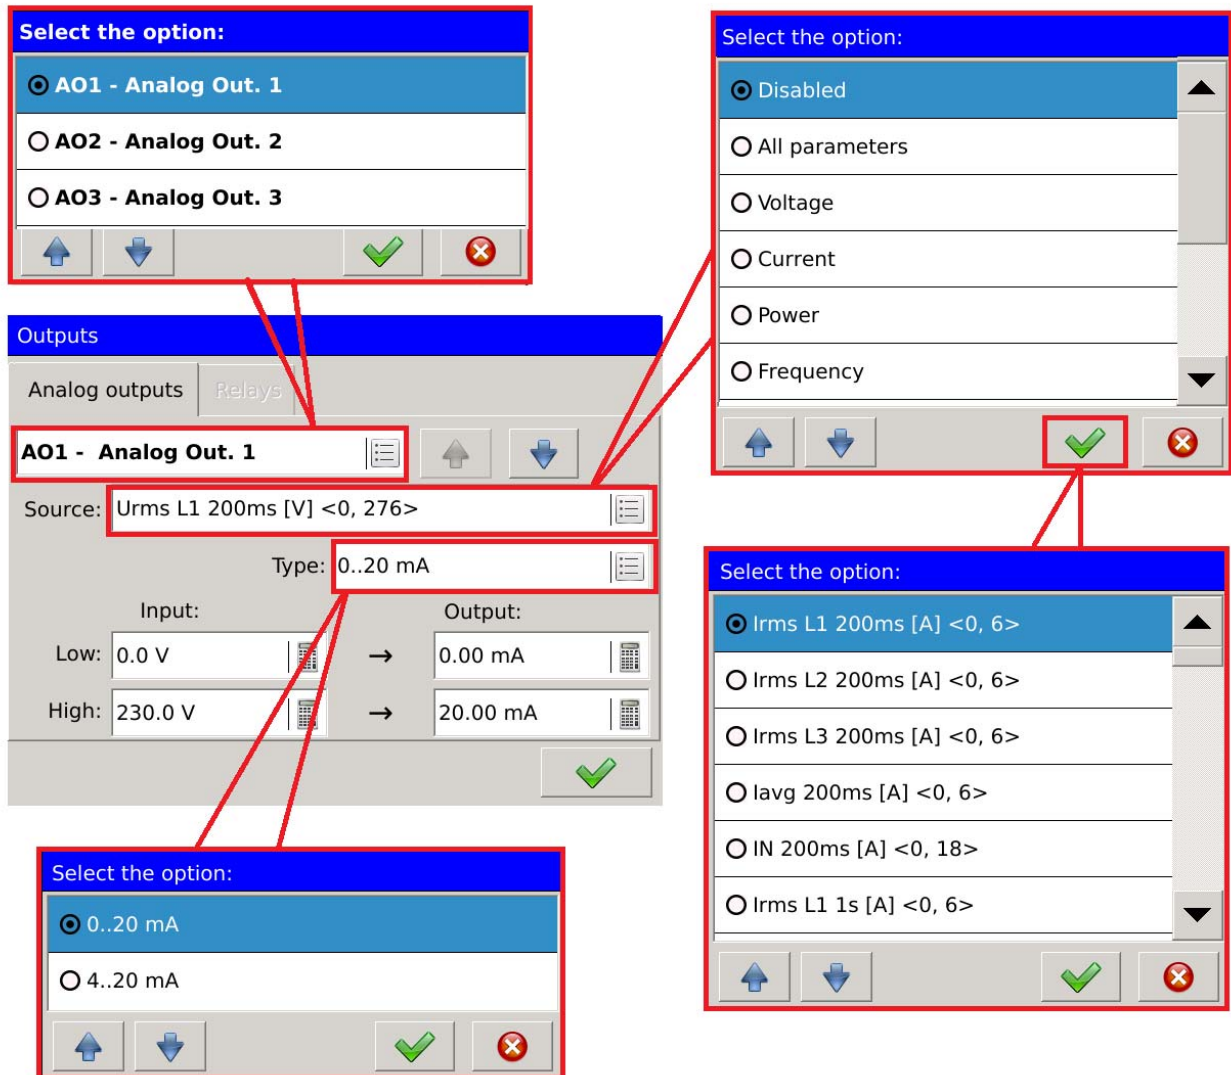 Select the option:
AO1 - Analog Out. 1
AO2 - Analog Out. 2
AO3 - Analog Out. 3
Select the option:
Disabled
All parameters
Voltage
Current
Power
Frequency
Outputs
Analog outputs
Relays
AO1 -  Analog Out. 1
Source: Urms L1 200ms [V] <0, 276>
Type: 0..20 mA
Input: Output:
Low: 0.0 V → 0.00 mA
High: 230.0 V → 20.00 mA
Select the option:
0..20 mA
4..20 mA
Select the option:
Irms L1 200ms [A] <0, 6>
Irms L2 200ms [A] <0, 6>
Irms L3 200ms [A] <0, 6>
Iavg 200ms [A] <0, 6>
IN 200ms [A] <0, 18>
Irms L1 1s [A] <0, 6>